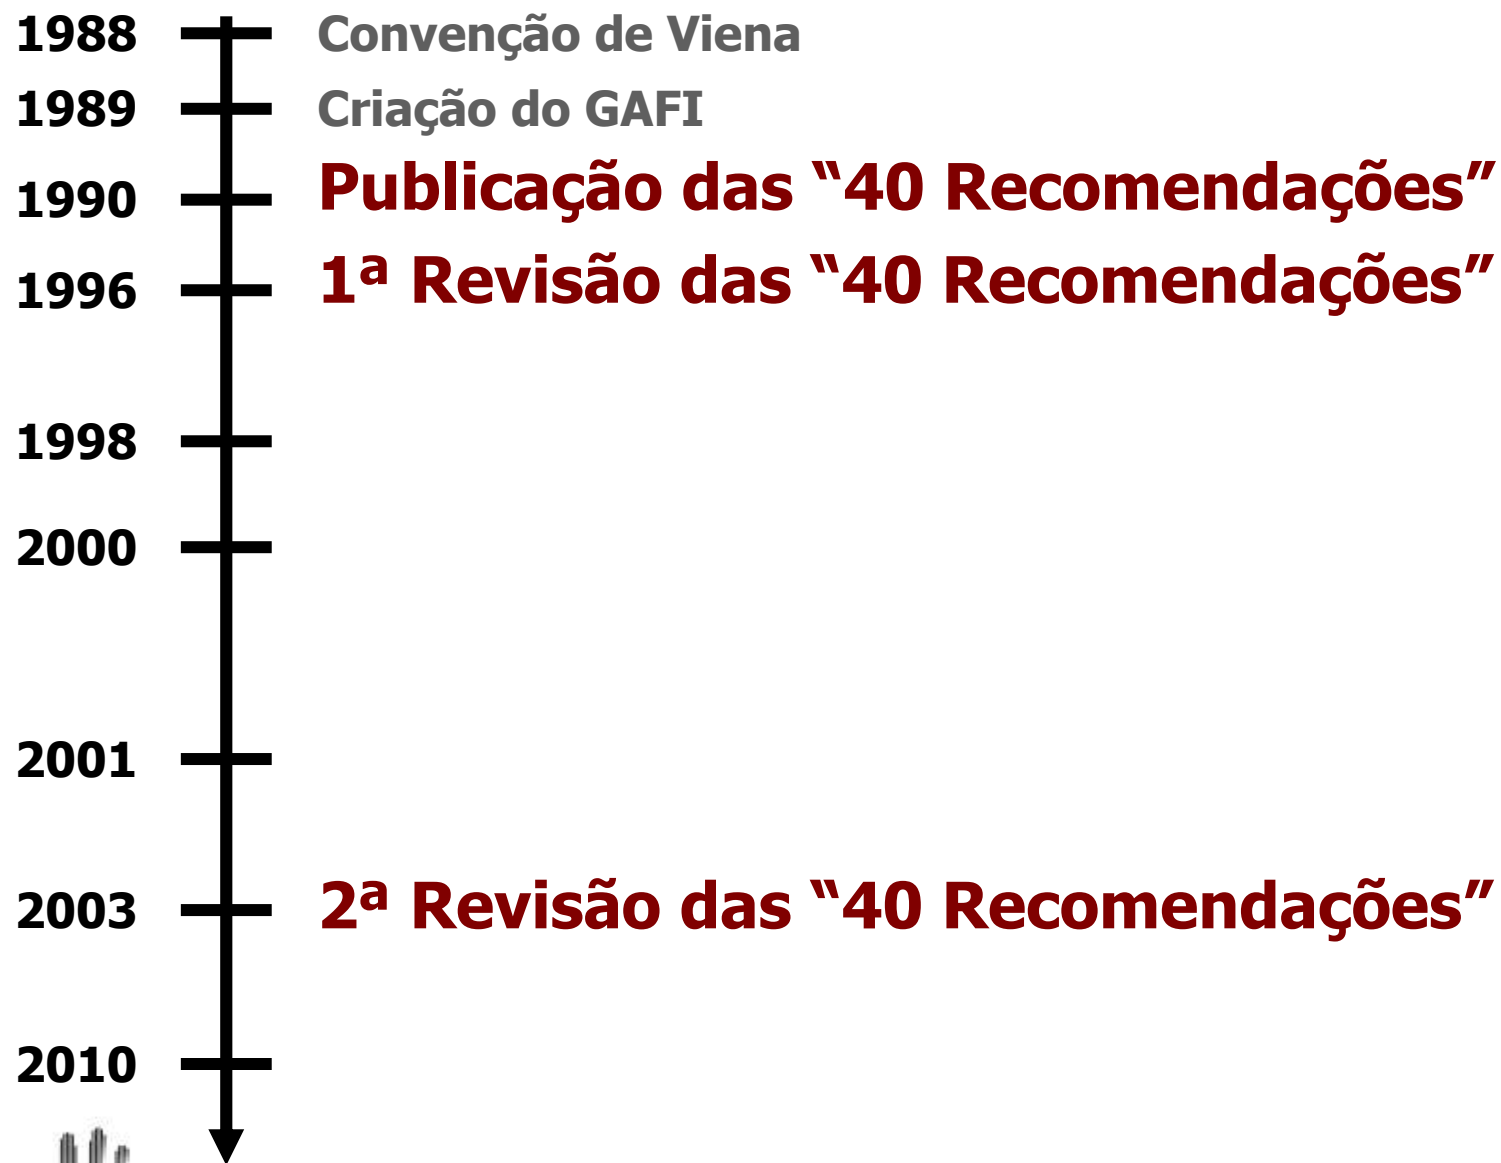 1988 Convenção de Viena
1989 Criação do GAFI
1990 Publicação das “40 Recomendações”
1996 1ª Revisão das “40 Recomendações”
1998
2000
2001
2003 2ª Revisão das “40 Recomendações”
2010